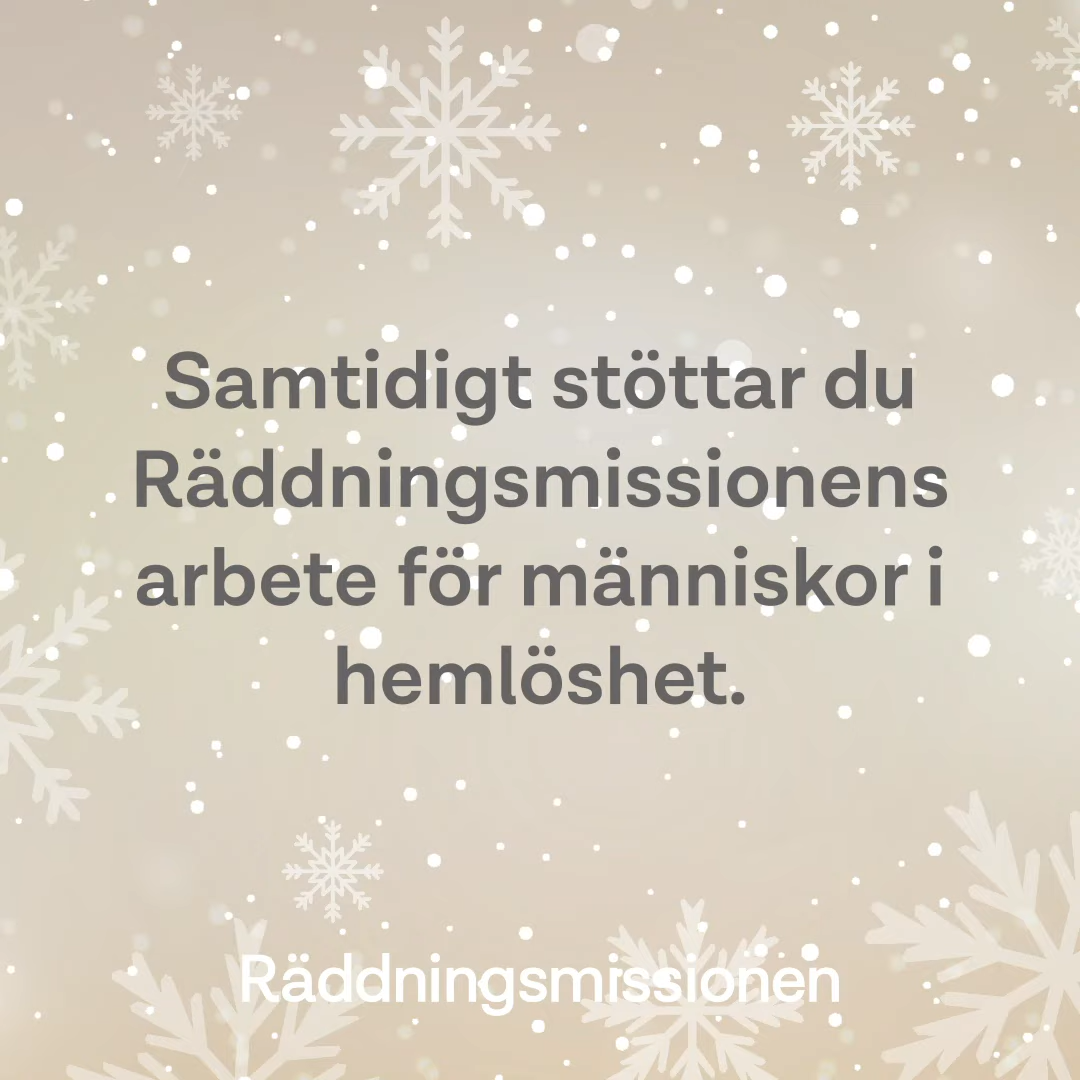 Samtidigt stöttar du
Räddningsmissionens
arbete för människor i
hemlöshet.
Räddningsmissionen